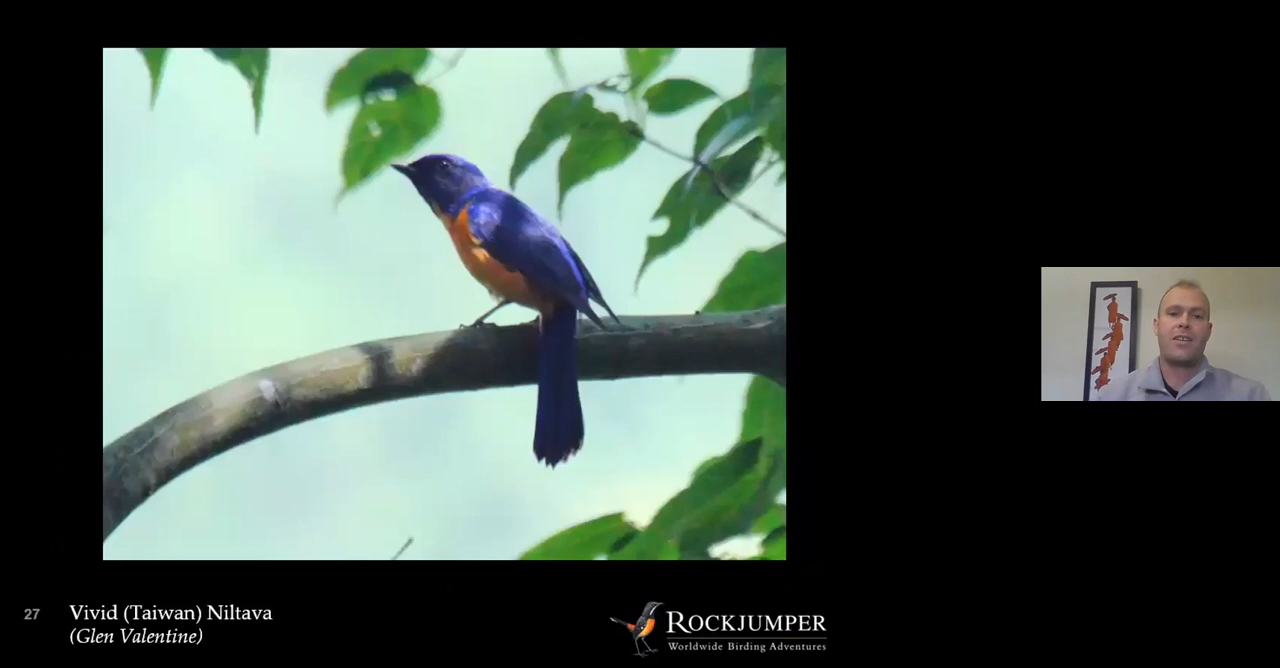 27
Vivid (Taiwan) Niltava
(Glen Valentine)
ROCKJUMPER
Worldwide Birding Adventures